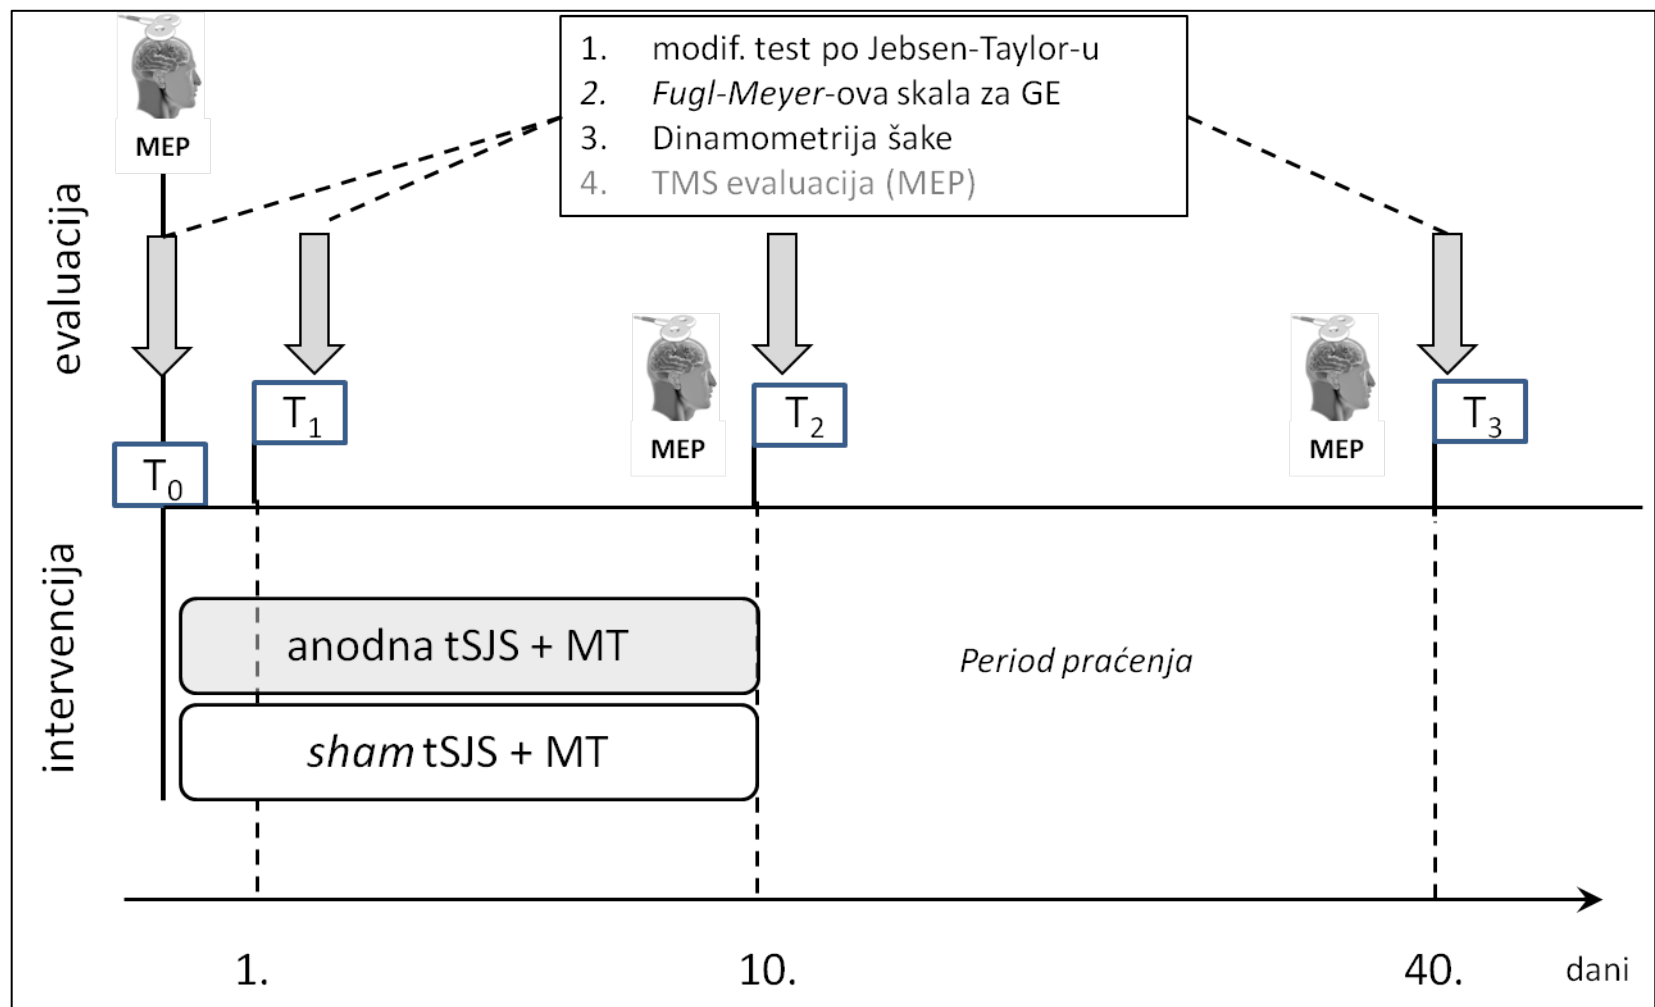 1. modif. test po Jebsen-Taylor-u
2. Fugl-Meyer-ova skala za GE
3. Dinamometrija šake
4. TMS evaluacija (MEP)
MEP
evaluacija
T0
T1
MEP
T2
MEP
T3
intervencija
anodna tSJS + MT
sham tSJS + MT
Period praćenja
1.
10.
40.
dani